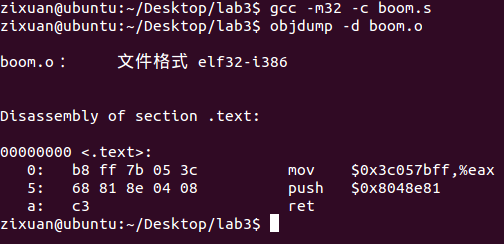 zixuan@ubuntu:~/Desktop/lab3$ gcc -m32 -c boom.s
zixuan@ubuntu:~/Desktop/lab3$ objdump -d boom.o
boom.o：     文件格式 elf32-i386
Disassembly of section .text:
00000000 <.text>:
   0:	b8 ff 7b 05 3c       	mov    $0x3c057bff,%eax
   5:	68 81 8e 04 08       	push   $0x8048e81
   a:	c3                   	ret
zixuan@ubuntu:~/Desktop/lab3$